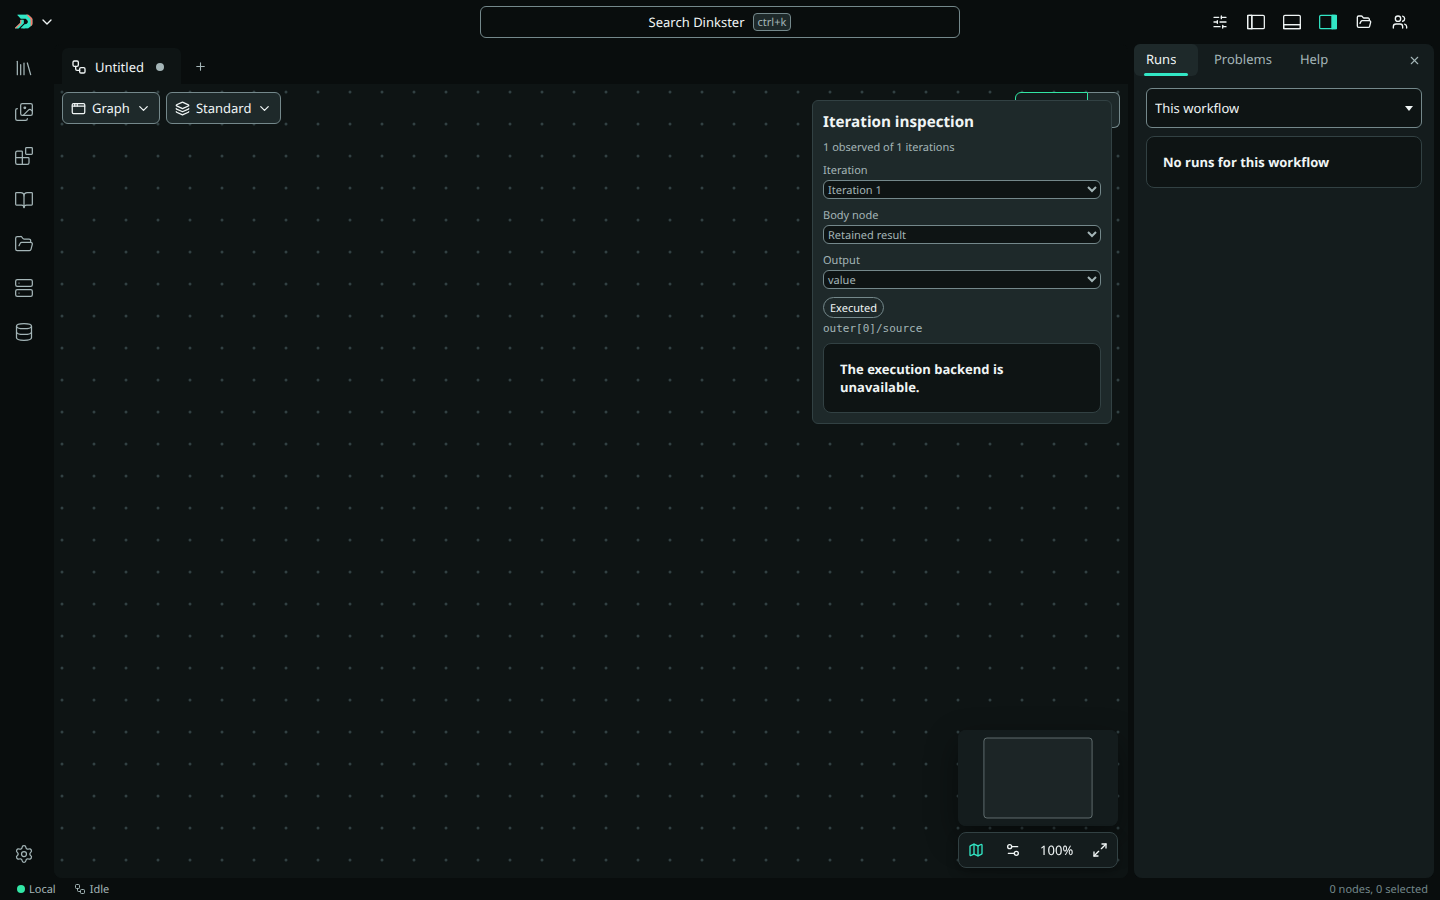 Search Dinkster ctrl+k
Untitled
Runs Problems Help
Graph
Standard
This workflow
No runs for this workflow
Iteration inspection
1 observed of 1 iterations
Iteration
Iteration 1
Body node
Retained result
Output
value
Executed
outer[0]/source
The execution backend is
unavailable.
100%
Local
Idle
0 nodes, 0 selected